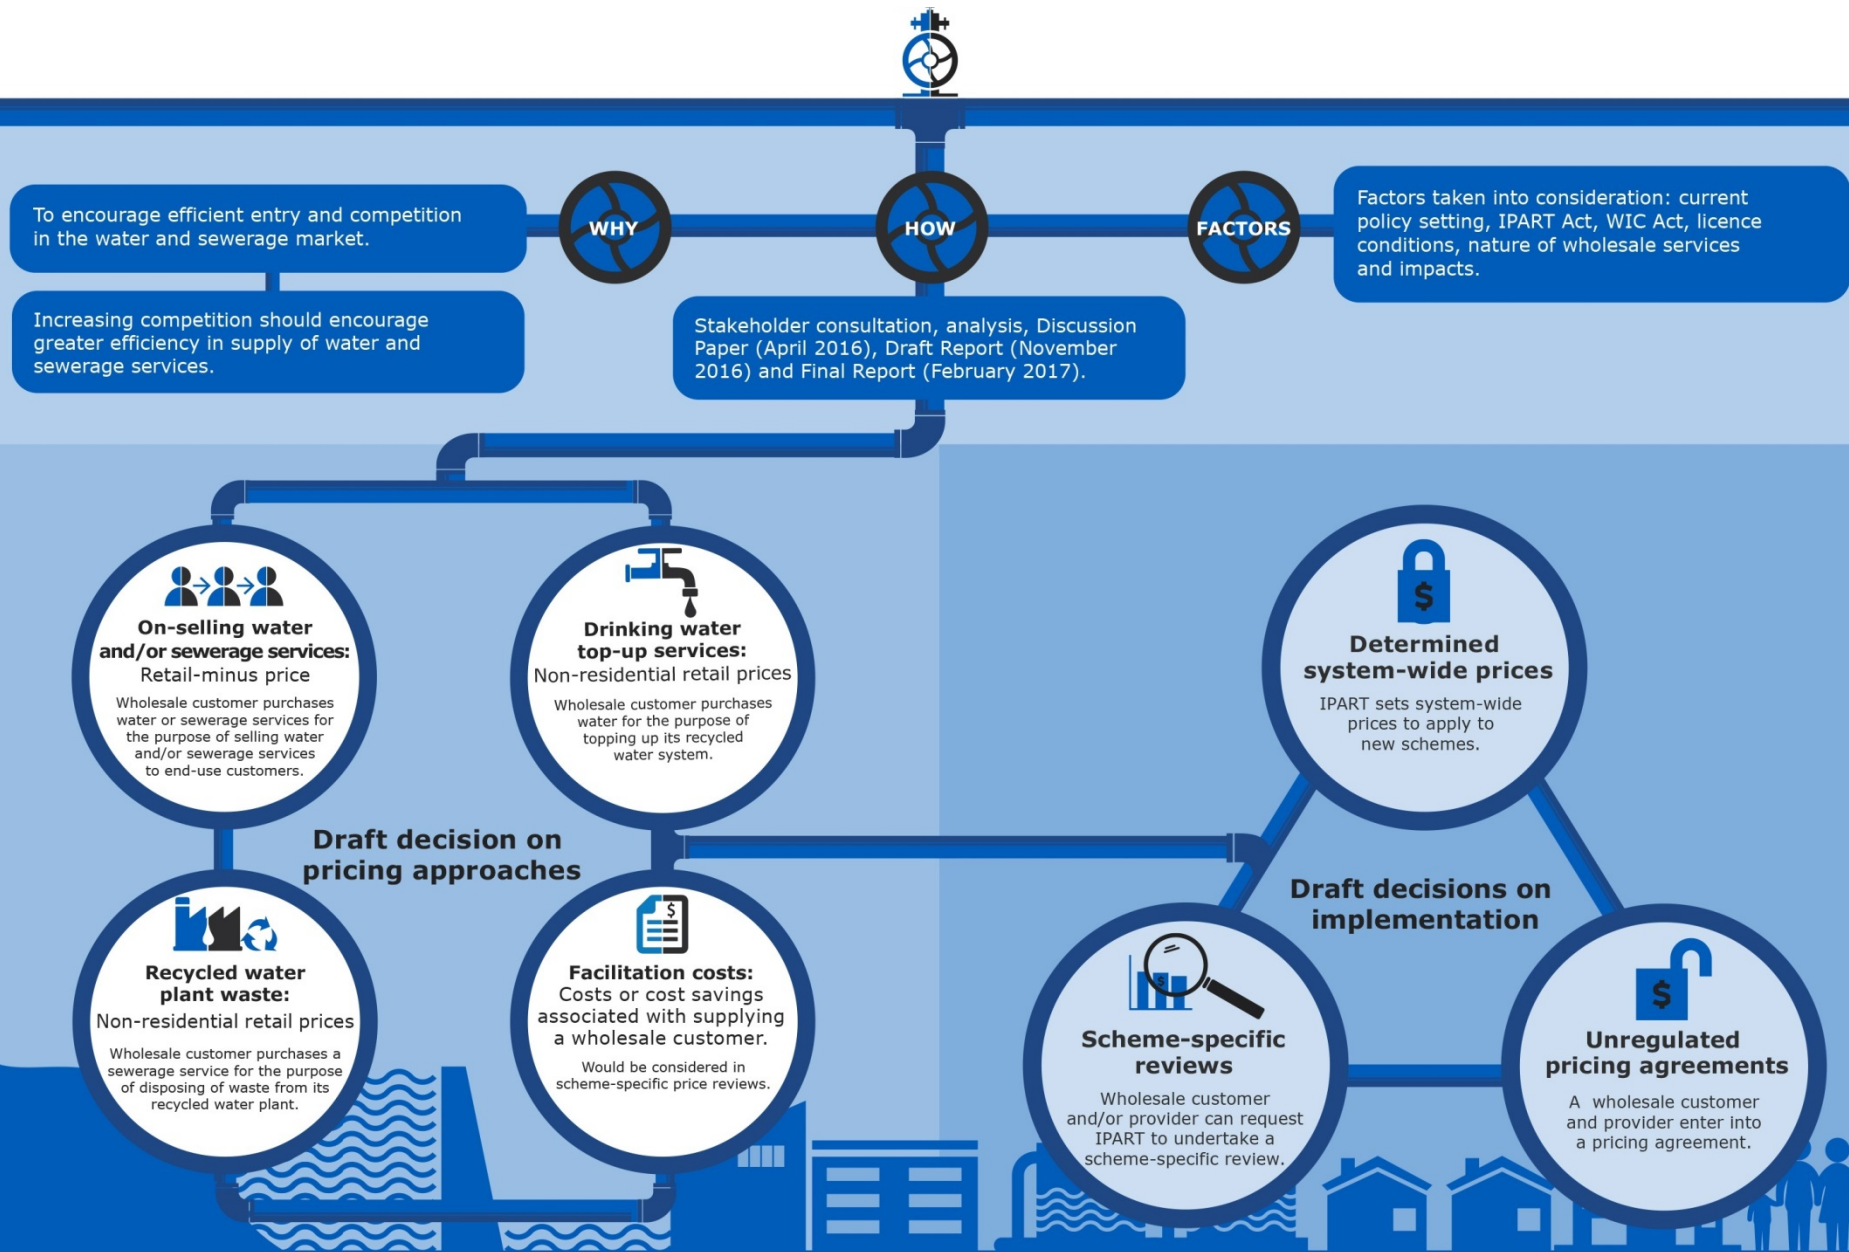 To encourage efficient entry and competition
in the water and sewerage market.
Increasing competition should encourage
greater efficiency in supply of water and
sewerage services.
WHY
HOW
FACTORS
Factors taken into consideration: current
policy setting, IPART Act, WIC Act, licence
conditions, nature of wholesale services
and impacts.
Stakeholder consultation, analysis, Discussion
Paper (April 2016), Draft Report (November
2016) and Final Report (February 2017).
On-selling water
and/or sewerage services:
Retail-minus price
Wholesale customer purchases
water or sewerage services for
the purpose of selling water
and/or sewerage services
to end-use customers.
Drinking water
top-up services:
Non-residential retail prices
Wholesale customer purchases
water for the purpose of
topping up its recycled
water system.
Draft decision on
pricing approaches
Recycled water
plant waste:
Non-residential retail prices
Wholesale customer purchases a
sewerage service for the purpose
of disposing of waste from its
recycled water plant.
$
Facilitation costs:
Costs or cost savings
associated with supplying
a wholesale customer.
Would be considered in
scheme-specific price reviews.
$
Determined
system-wide prices
IPART sets system-wide
prices to apply to
new schemes.
Draft decisions on
implementation
$
Scheme-specific
reviews
Wholesale customer
and/or provider can request
IPART to undertake a
scheme-specific review.
$
Unregulated
pricing agreements
A wholesale customer
and provider enter into
a pricing agreement.